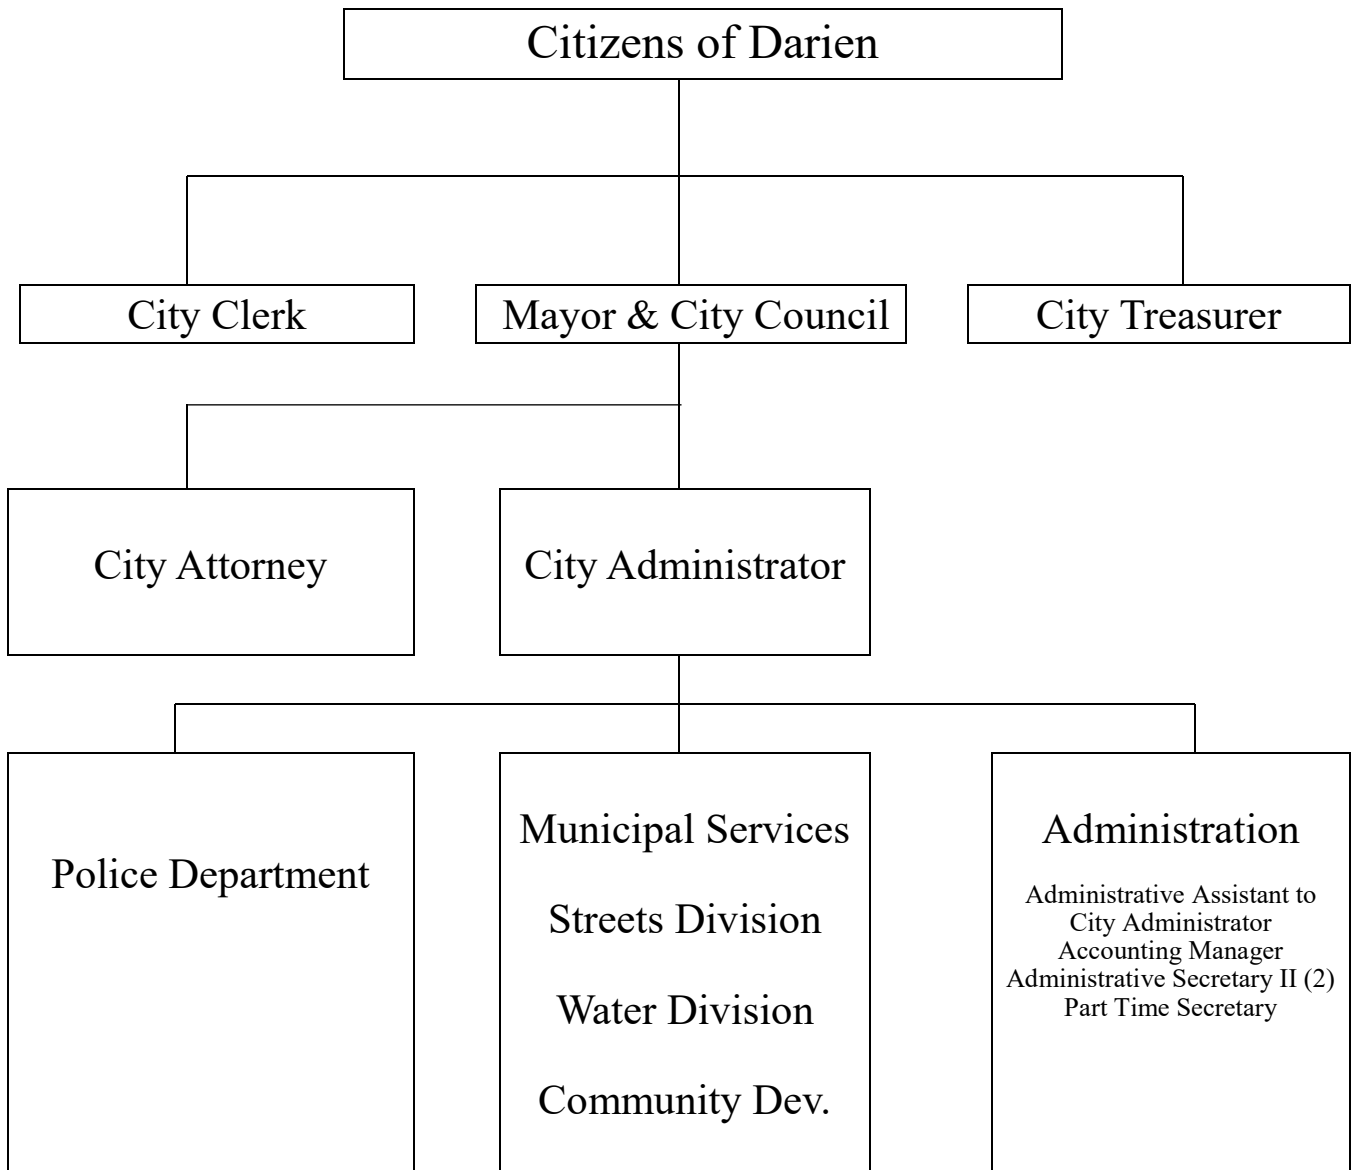 Citizens of Darien
City Clerk
Mayor & City Council
City Treasurer
City Attorney
City Administrator
Police Department
Municipal Services
Streets Division
Water Division
Community Dev.
Administration
Administrative Assistant to
City Administrator
Accounting Manager
Administrative Secretary II (2)
Part Time Secretary